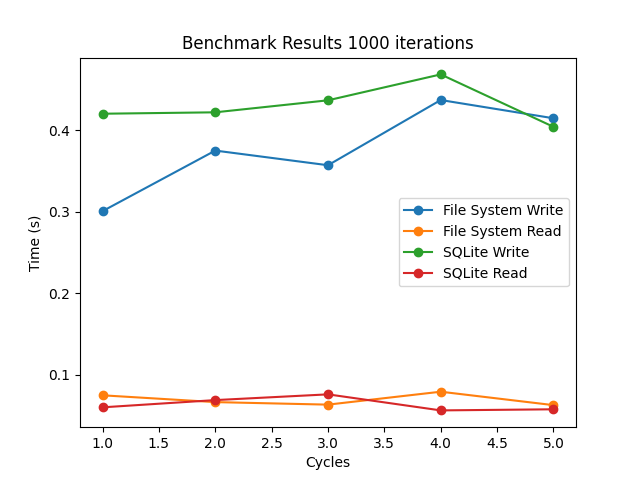 Benchmark Results 1000 iterations
Time (s)
0.4
0.3
0.2
0.1
File System Write
File System Read
SQLite Write
SQLite Read
1.0 1.5 2.0 2.5 3.0 3.5 4.0 4.5 5.0
Cycles